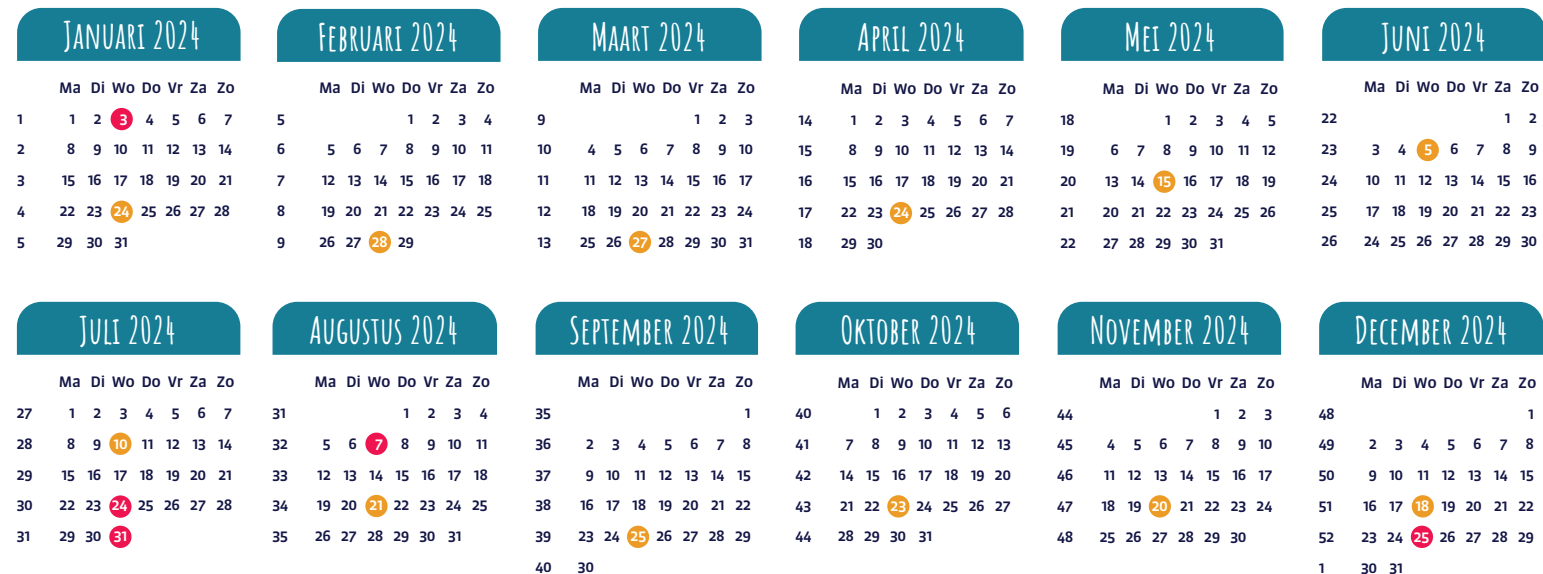 Januari 2024
Ma Di Wo Do Vr Za Zo
1 1 2 3 4 5 6 7
2 8 9 10 11 12 13 14
3 15 16 17 18 19 20 21
4 22 23 24 25 26 27 28
5 29 30 31
Februari 2024
Ma Di Wo Do Vr Za Zo
5 1 2 3 4
6 5 6 7 8 9 10 11
7 12 13 14 15 16 17 18
8 19 20 21 22 23 24 25
9 26 27 28 29
Maart 2024
Ma Di Wo Do Vr Za Zo
9 1 2 3
10 4 5 6 7 8 9 10
11 11 12 13 14 15 16 17
12 18 19 20 21 22 23 24
13 25 26 27 28 29 30 31
April 2024
Ma Di Wo Do Vr Za Zo
14 1 2 3 4 5 6 7
15 8 9 10 11 12 13 14
16 15 16 17 18 19 20 21
17 22 23 24 25 26 27 28
18 29 30
Mei 2024
Ma Di Wo Do Vr Za Zo
18 1 2 3 4 5
19 6 7 8 9 10 11 12
20 13 14 15 16 17 18 19
21 20 21 22 23 24 25 26
22 27 28 29 30 31
Juni 2024
Ma Di Wo Do Vr Za Zo
22 1 2
23 3 4 5 6 7 8 9
24 10 11 12 13 14 15 16
25 17 18 19 20 21 22 23
26 24 25 26 27 28 29 30
Juli 2024
Ma Di Wo Do Vr Za Zo
27 1 2 3 4 5 6 7
28 8 9 10 11 12 13 14
29 15 16 17 18 19 20 21
30 22 23 24 25 26 27 28
31 29 30 31
Augustus 2024
Ma Di Wo Do Vr Za Zo
31 1 2 3 4
32 5 6 7 8 9 10 11
33 12 13 14 15 16 17 18
34 19 20 21 22 23 24 25
35 26 27 28 29 30 31
September 2024
Ma Di Wo Do Vr Za Zo
35 1
36 2 3 4 5 6 7 8
37 9 10 11 12 13 14 15
38 16 17 18 19 20 21 22
39 23 24 25 26 27 28 29
40 30
Oktober 2024
Ma Di Wo Do Vr Za Zo
40 1 2 3 4 5 6
41 7 8 9 10 11 12 13
42 14 15 16 17 18 19 20
43 21 22 23 24 25 26 27
44 28 29 30 31
November 2024
Ma Di Wo Do Vr Za Zo
44 1 2 3
45 4 5 6 7 8 9 10
46 11 12 13 14 15 16 17
47 18 19 20 21 22 23 24
48 25 26 27 28 29 30
December 2024
Ma Di Wo Do Vr Za Zo
48 1
49 2 3 4 5 6 7 8
50 9 10 11 12 13 14 15
51 16 17 18 19 20 21 22
52 23 24 25 26 27 28 29
1 30 31